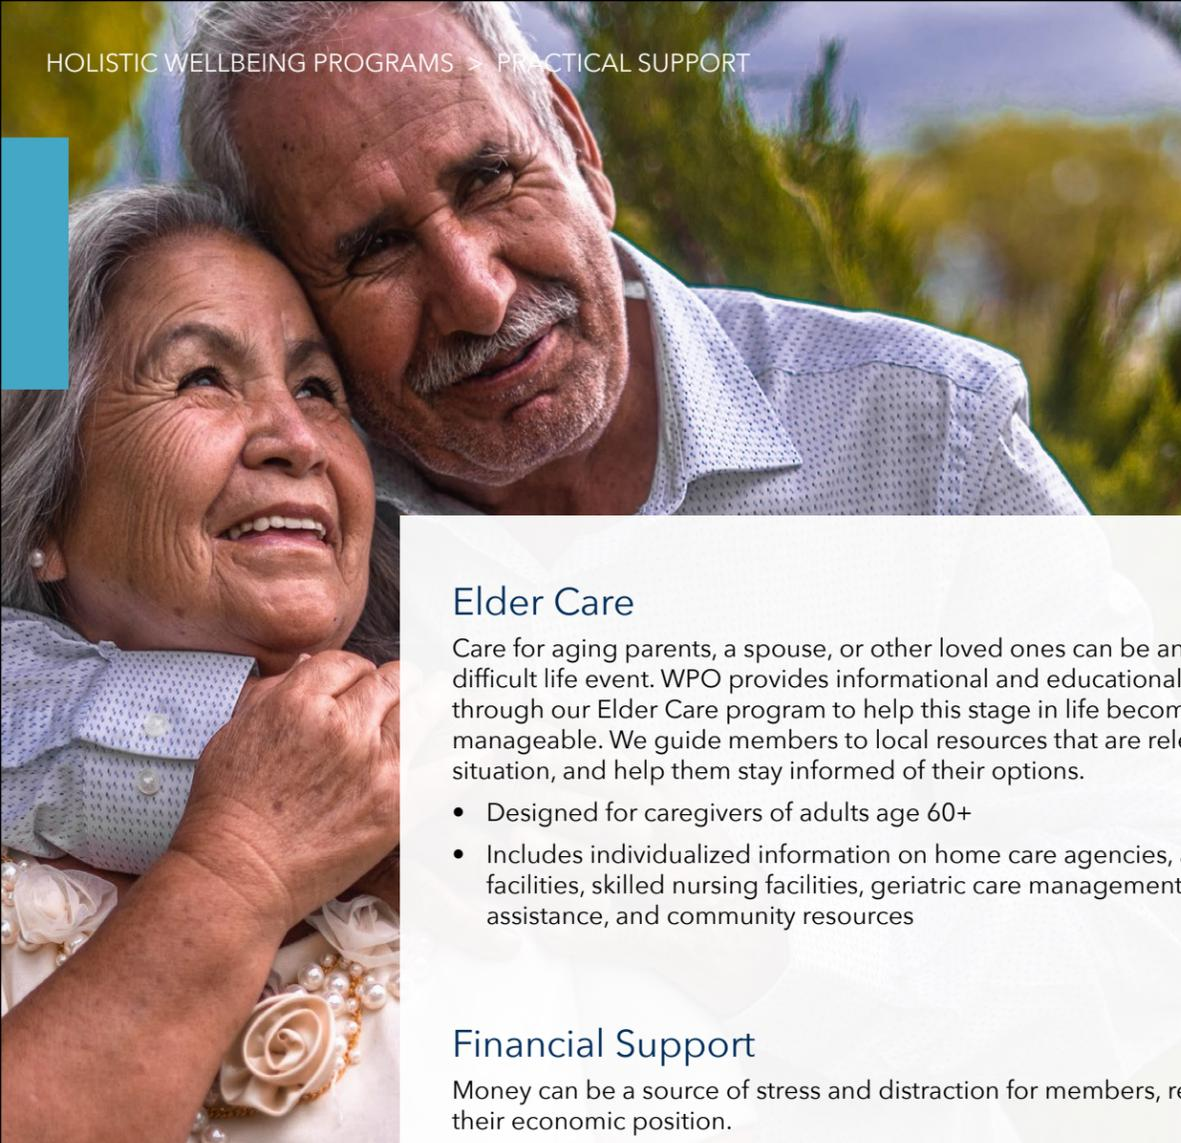 HOLISTIC WELLBEING PROGRAMS > PRACTICAL SUPPORT
Elder Care
Care for aging parents, a spouse, or other loved ones can be
difficult life event. WPO provides informational and educational
through our Elder Care program to help this stage in life
manageable. We guide members to local resources that are
situation, and help them stay informed of their options.
• Designed for caregivers of adults age 60+
• Includes individualized information on home care agencies,
facilities, skilled nursing facilities, geriatric care management
assistance, and community resources
Financial Support
Money can be a source of stress and distraction for members,
their economic position.